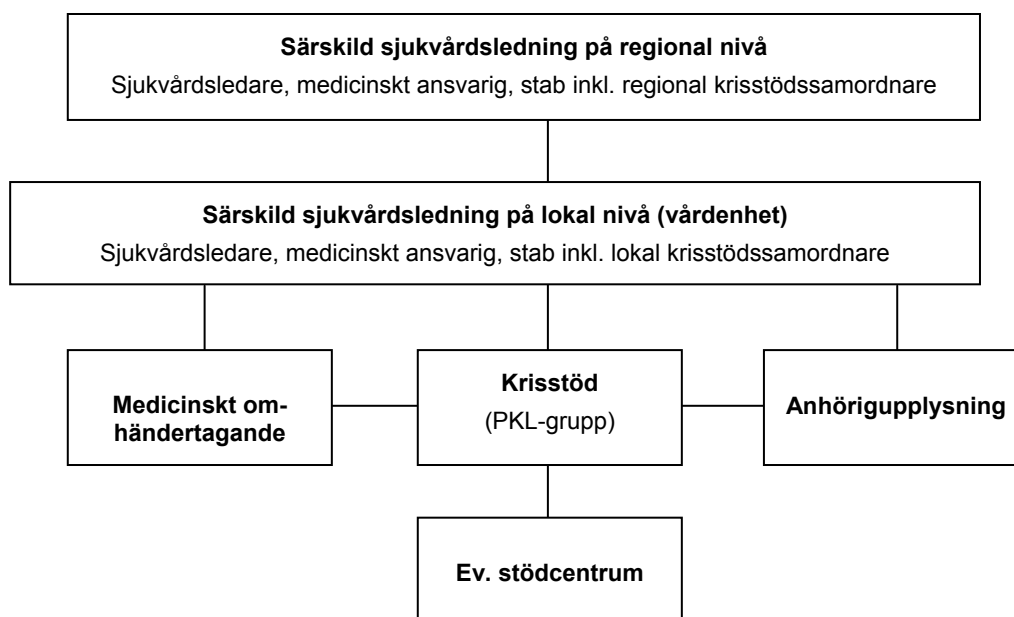 Särskild sjukvårdsledning på regional nivå
Sjukvårdsledare, medicinskt ansvarig, stab inkl. regional krisstödssamordnare
Särskild sjukvårdsledning på lokal nivå (vårdenhet)
Sjukvårdsledare, medicinskt ansvarig, stab inkl. lokal krisstödssamordnare
Medicinskt om-
händertagande
Krisstöd
(PKL-grupp)
Anhörigupplysning
Ev. stödcentrum